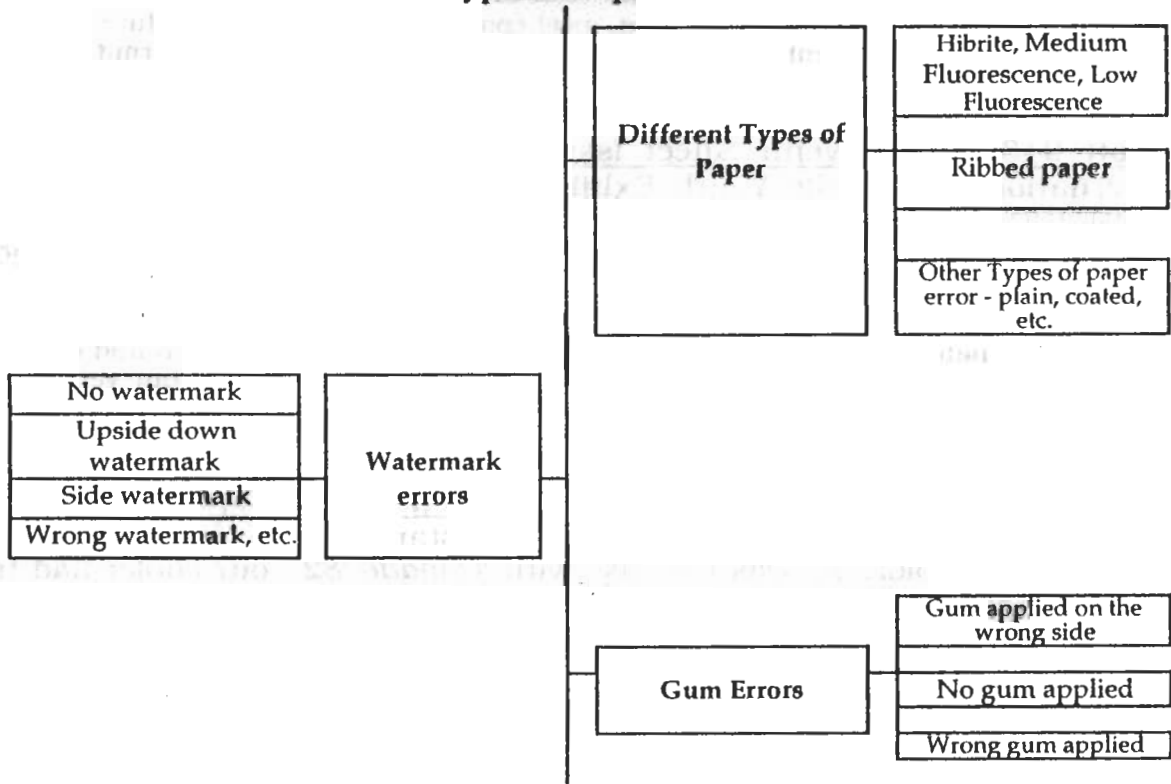 Different Types of
Paper
Hibrite, Medium
Fluorescence, Low
Fluorescence
Ribbed paper
Other Types of paper
error - plain, coated,
etc.
No watermark
Upside down
watermark
Side watermark
Wrong watermark, etc.
Watermark
errors
Gum Errors
Gum applied on the
wrong side
No gum applied
Wrong gum applied